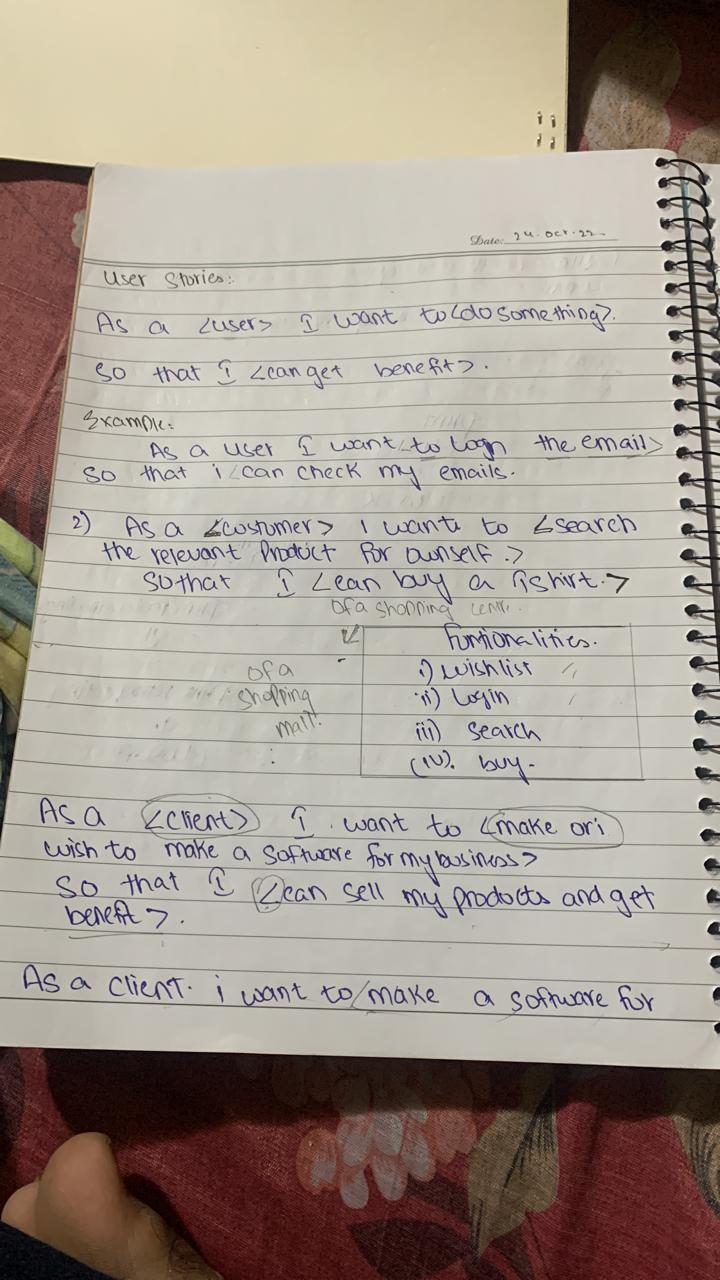 Date: 24-Oct-22
User Stories:
As a <user> I want to <do something>.
so that I <can get benefit>.
Example:
As a user I want to login the email>
so that i can check my emails.
2) As a <custumer> I want to <search
the relevant product for ownself.>
so that I <can buy a Tshirt.>
of a shopping centr.
Funtionalities.
of a
shopping
mall.
i) wishlist
ii) Login
iii) search
(iv). buy.
As a <client> I want to <make or i
wish to make a software for my business>
so that I <can sell my products and get
benefit>.
As a client. i want to make a software for